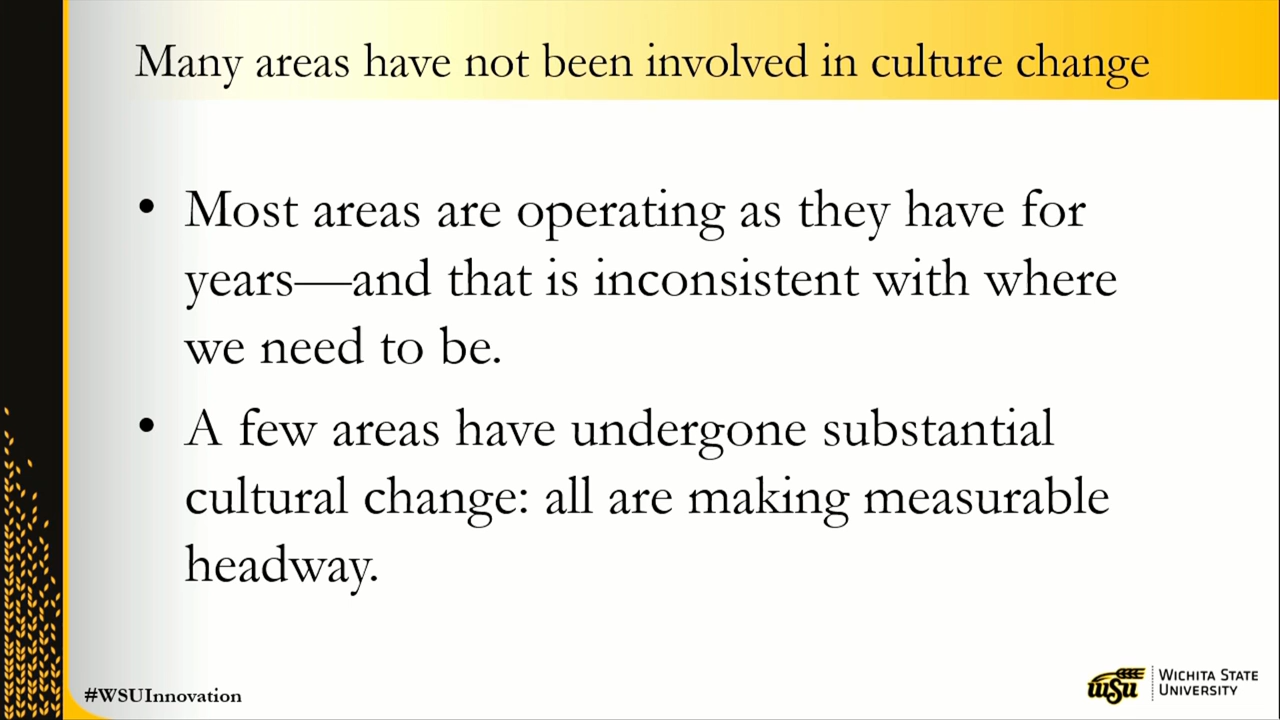 Many areas have not been involved in culture change
• Most areas are operating as they have for
years—and that is inconsistent with where
we need to be.
• A few areas have undergone substantial
cultural change: all are making measurable
headway.
#WSUInnovation
wsu
WICHITA STATE
UNIVERSITY